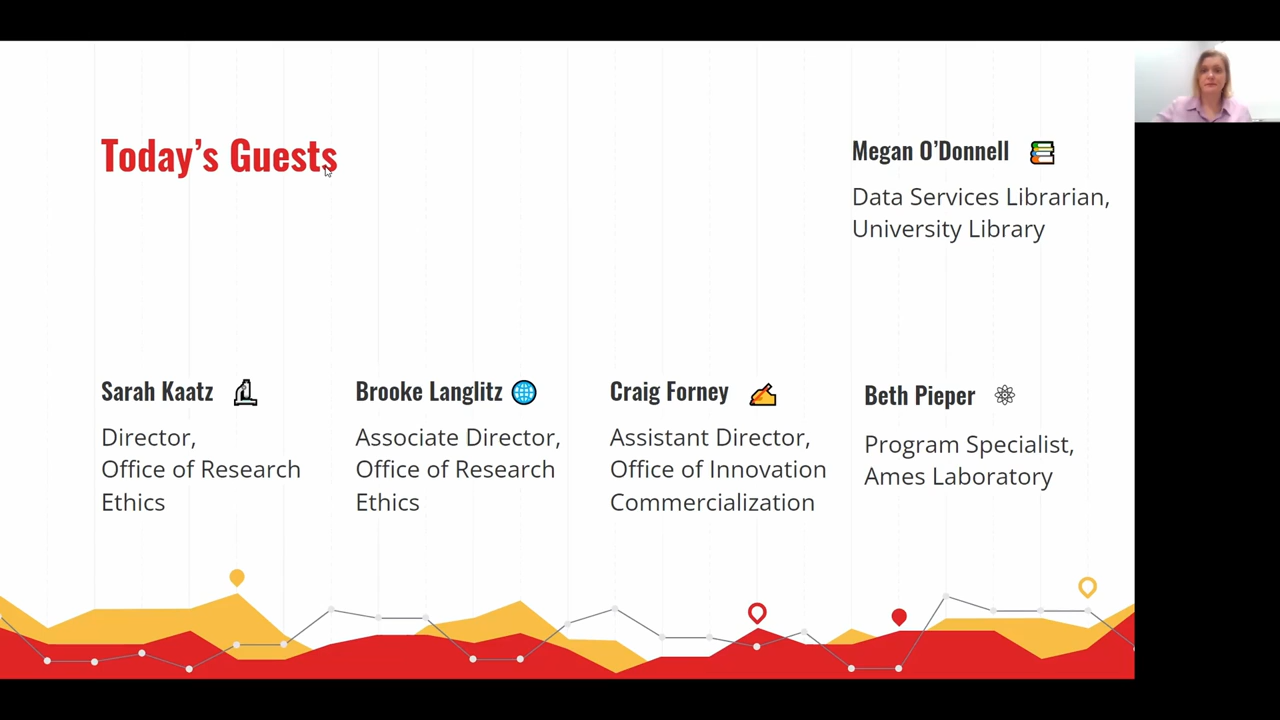 Today’s Guests
Megan O’Donnell
Data Services Librarian,
University Library
Sarah Kaatz
Director,
Office of Research
Ethics
Brooke Langlitz
Associate Director,
Office of Research
Ethics
Craig Forney
Assistant Director,
Office of Innovation
Commercialization
Beth Pieper
Program Specialist,
Ames Laboratory